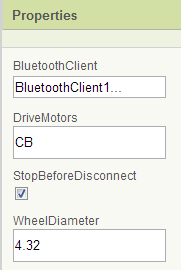 Properties
BluetoothClient
BluetoothClient1...
DriveMotors
CB
StopBeforeDisconnect
WheelDiameter
4.32